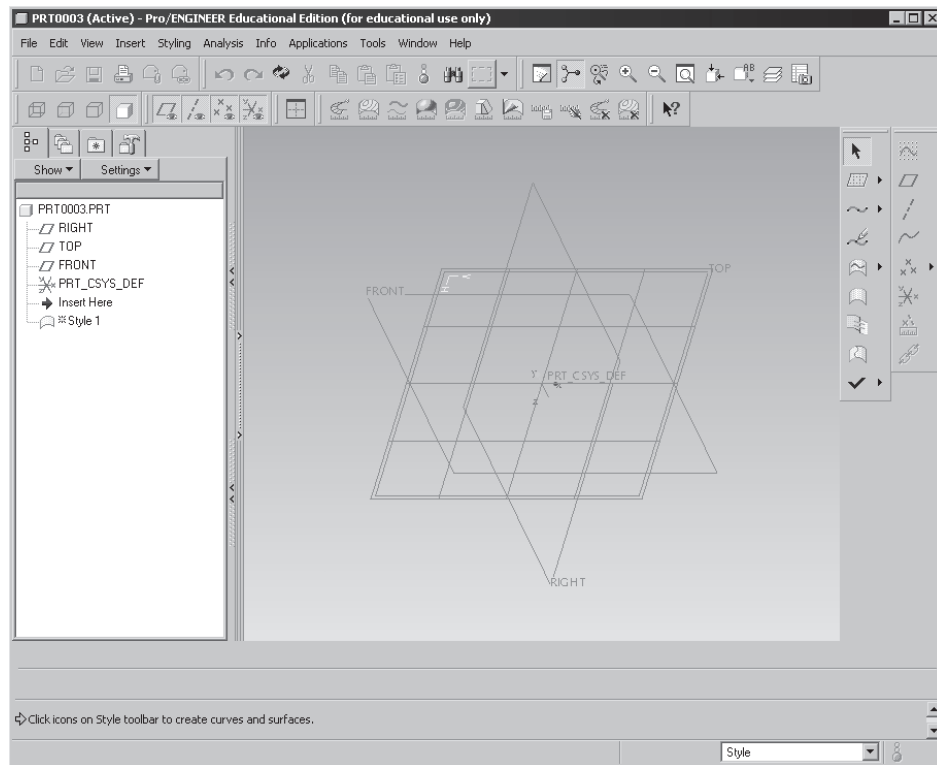 PRT0003 (Active) - Pro/ENGINEER Educational Edition (for educational use only)
File Edit View Insert Styling Analysis Info Applications Tools Window Help
Show Settings
PRT0003.PRT
RIGHT
TOP
FRONT
PRT_CSYS_DEF
Insert Here
Style 1
TOP
FRONT
Y PRT_CSYS_DEF
RIGHT
Click icons on Style toolbar to create curves and surfaces.
Style